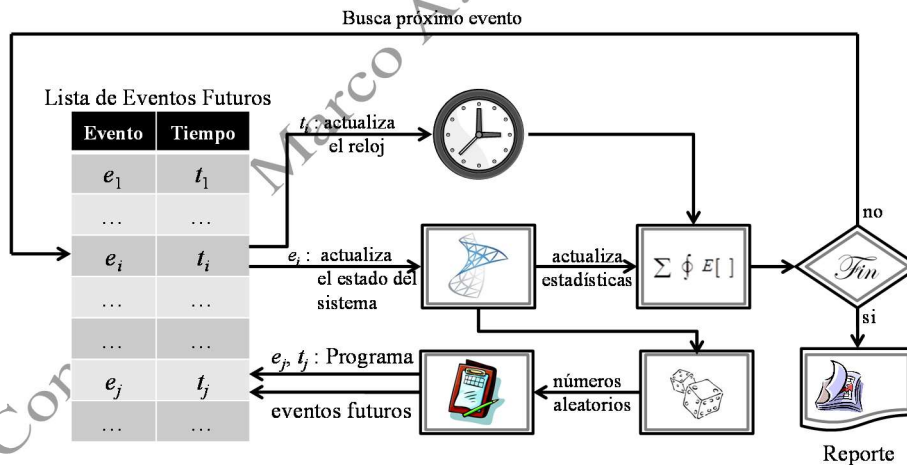 Busca próximo evento
Lista de Eventos Futuros
Evento Tiempo
e1 t1
... ...
ei ti
... ...
... ...
ej tj
... ...
ti : actualiza
el reloj
ei : actualiza
el estado del
sistema
actualiza
estadísticas
∑ ∮ E[ ]
Fin
no
si
ej, tj : Programa
eventos futuros
números
aleatorios
Reporte
Marco A.